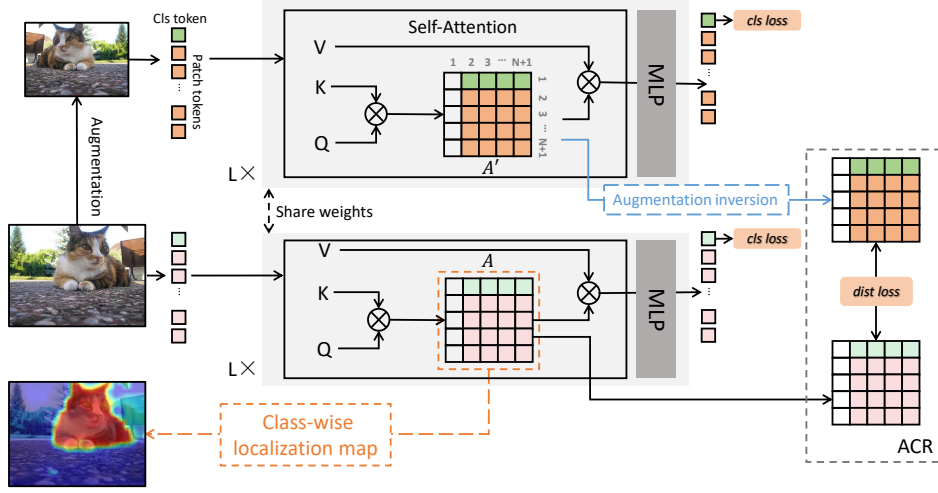 Cls token
Patch tokens
...
Augmentation
Self-Attention
V
K
Q
1 2 3 ... N+1
1
2
3
...
N+1
A'
L×
MLP
...
cls loss
Augmentation inversion
Share weights
...
V
K
Q
A
L×
MLP
...
cls loss
dist loss
ACR
Class-wise
localization map